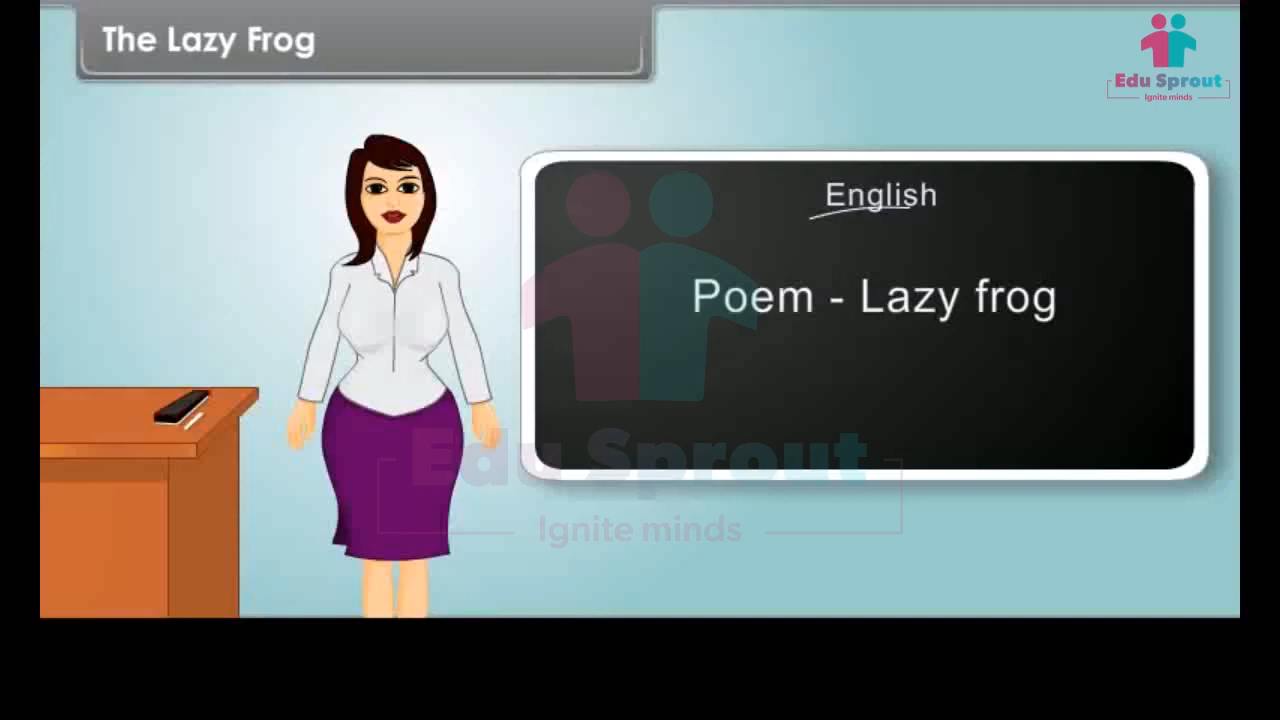 The Lazy Frog
Edu Sprout
Ignite minds
English
Poem - Lazy frog
Edu Sprout
Ignite minds